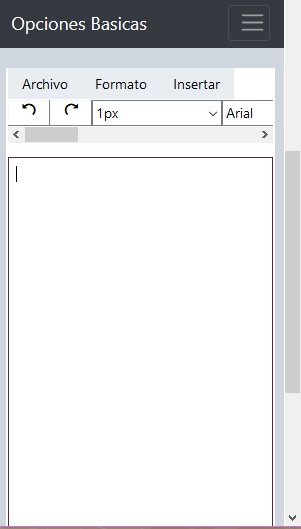 Opciones Basicas
Archivo Formato Insertar
1px Arial